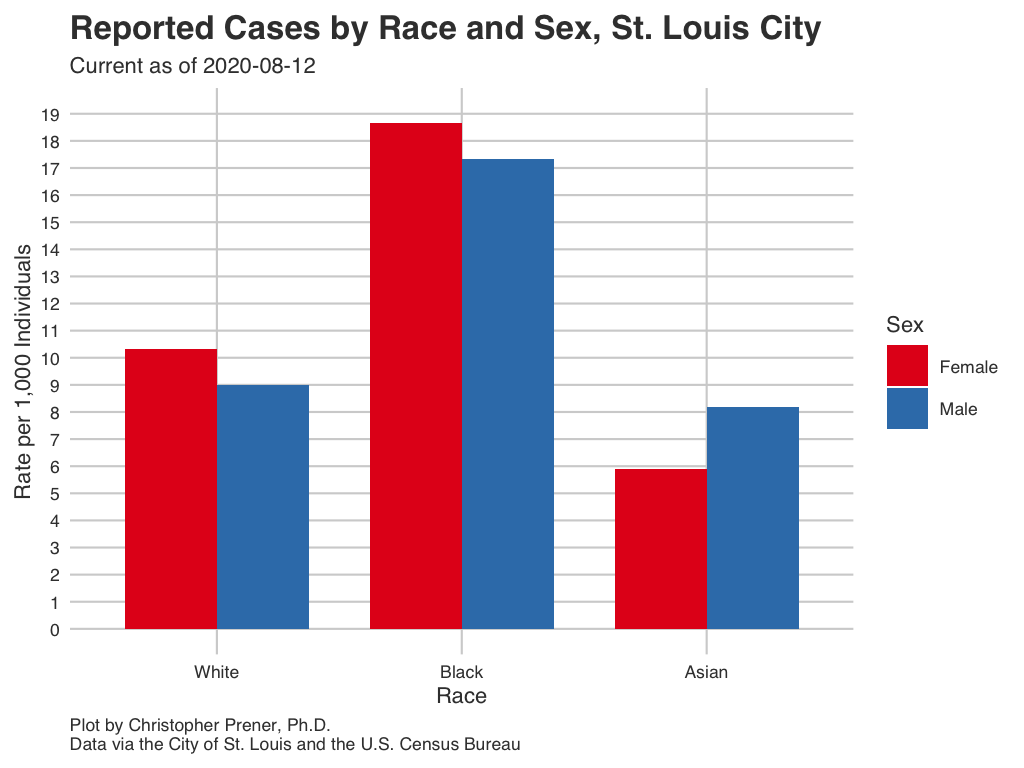 Reported Cases by Race and Sex, St. Louis City
Current as of 2020-08-12
Rate per 1,000 Individuals
19
18
17
16
15
14
13
12
11
10
9
8
7
6
5
4
3
2
1
0
White
Black
Asian
Race
Sex
Female
Male
Plot by Christopher Prener, Ph.D.
Data via the City of St. Louis and the U.S. Census Bureau